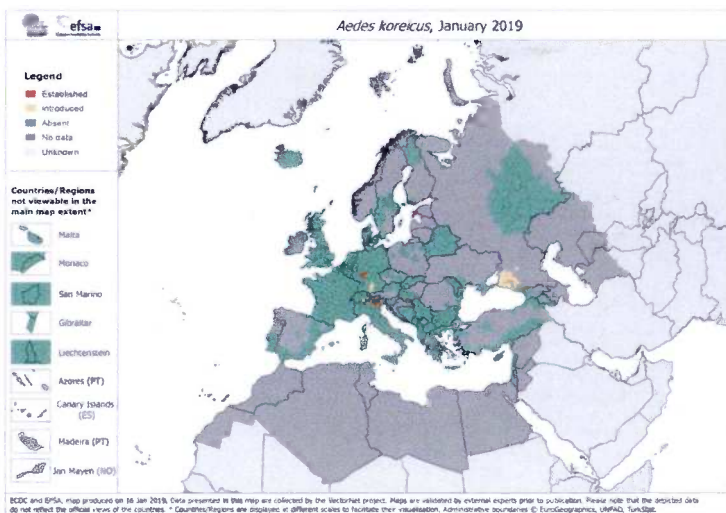 efsa
Aedes koreicus, January 2019
Legend
Established
Introduced
Absent
No data
Unknown
Countries/Regions
not viewable in the
main map extent*
Malta
Monaco
San Marino
Gibraltar
Liechtenstein
Azores (PT)
Canary Islands
(ES)
Madeira (PT)
Jan Mayen (NO)
ECDC and EFSA, map produced on 16 Jan 2019. Data presented in this map are collected by the VectorNet project. Maps are validated by external experts prior to publication. Please note that the depicted data
do not reflect the official views of the countries. * Countries/Regions are displayed at different scales to facilitate their visualisation. Administrative boundaries © EuroGeographics, UNFAO, TurkStat.